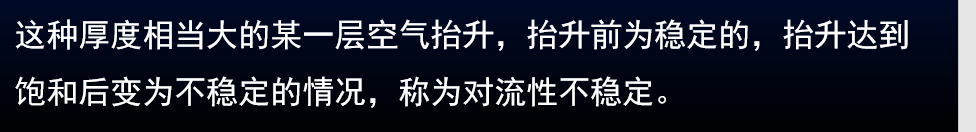 这种厚度相当大的某一层空气抬升，抬升前为稳定的，抬升达到
饱和后变为不稳定的情况，称为对流性不稳定。